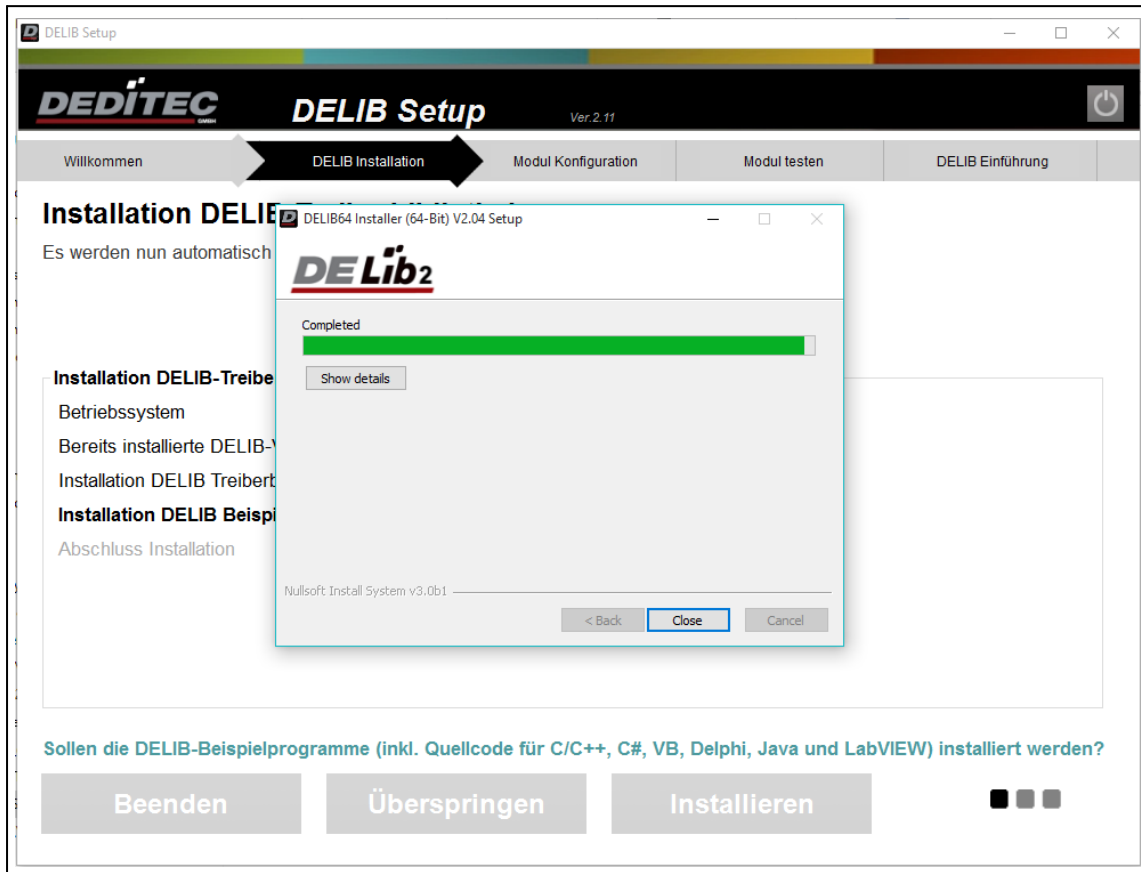 DELIB Setup
DEDITEC
GMBH
DELIB Setup
Ver.2.11
Willkommen
DELIB Installation
Modul Konfiguration
Modul testen
DELIB Einführung
Installation DELIB
Es werden nun automatisch
DELIB64 Installer (64-Bit) V2.04 Setup
DELib2
Completed
Show details
Installation DELIB-Treibe
Betriebssystem
Bereits installierte DELIB-
Installation DELIB Treiberb
Installation DELIB Beispi
Abschluss Installation
Nullsoft Install System v3.0b1
< Back
Close
Cancel
Sollen die DELIB-Beispielprogramme (inkl. Quellcode für C/C++, C#, VB, Delphi, Java und LabVIEW) installiert werden?
Beenden
Überspringen
Installieren